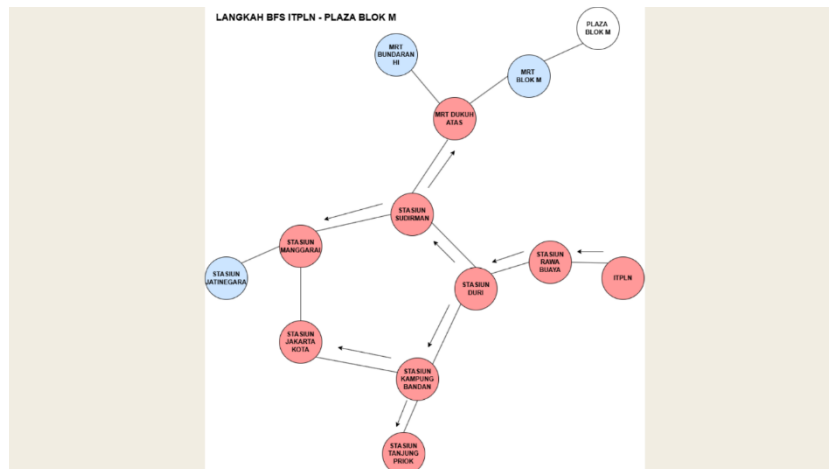 LANGKAH BFS ITPLN - PLAZA BLOK M
PLAZA
BLOK M
MRT
BUNDARAN
HI
MRT
BLOK M
MRT DUKUH
ATAS
STASIUN
SUDIRMAN
STASIUN
MANGGARAI
STASIUN
JATINEGARA
STASIUN
RAWA
BUAYA
ITPLN
STASIUN
DURI
STASIUN
JAKARTA
KOTA
STASIUN
KAMPUNG
BANDAN
STASIUN
TANJUNG
PRIOK